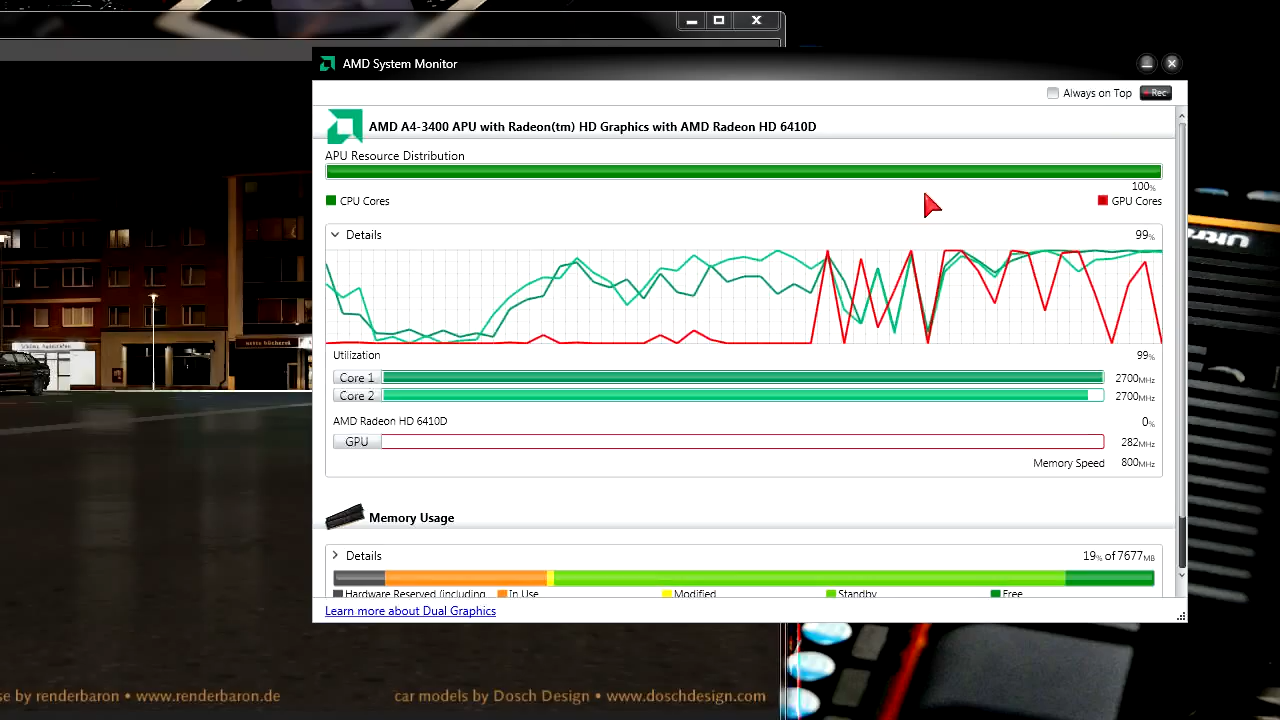 AMD System Monitor
Always on Top
Rec
AMD A4-3400 APU with Radeon(tm) HD Graphics with AMD Radeon HD 6410D
APU Resource Distribution
100%
CPU Cores
GPU Cores
Details
99%
Utilization
99%
Core 1
2700MHz
Core 2
2700MHz
AMD Radeon HD 6410D
0%
GPU
282MHz
Memory Speed
800MHz
Memory Usage
Details
19% of 7677MB
Hardware Reserved (including
In Use
Modified
Standby
Free
Learn more about Dual Graphics
se by renderbaron • www.renderbaron.de
car models by Dosch Design • www.doschdesign.com
Ultra